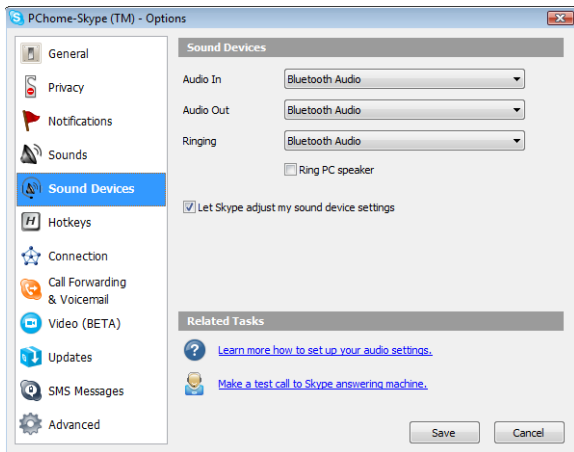 PChome-Skype (TM) - Options
General
Privacy
Notifications
Sounds
Sound Devices
Hotkeys
Connection
Call Forwarding
& Voicemail
Video (BETA)
Updates
SMS Messages
Advanced
Sound Devices
Audio In Bluetooth Audio
Audio Out Bluetooth Audio
Ringing Bluetooth Audio
Ring PC speaker
Let Skype adjust my sound device settings
Related Tasks
Learn more how to set up your audio settings.
Make a test call to Skype answering machine.
Save Cancel